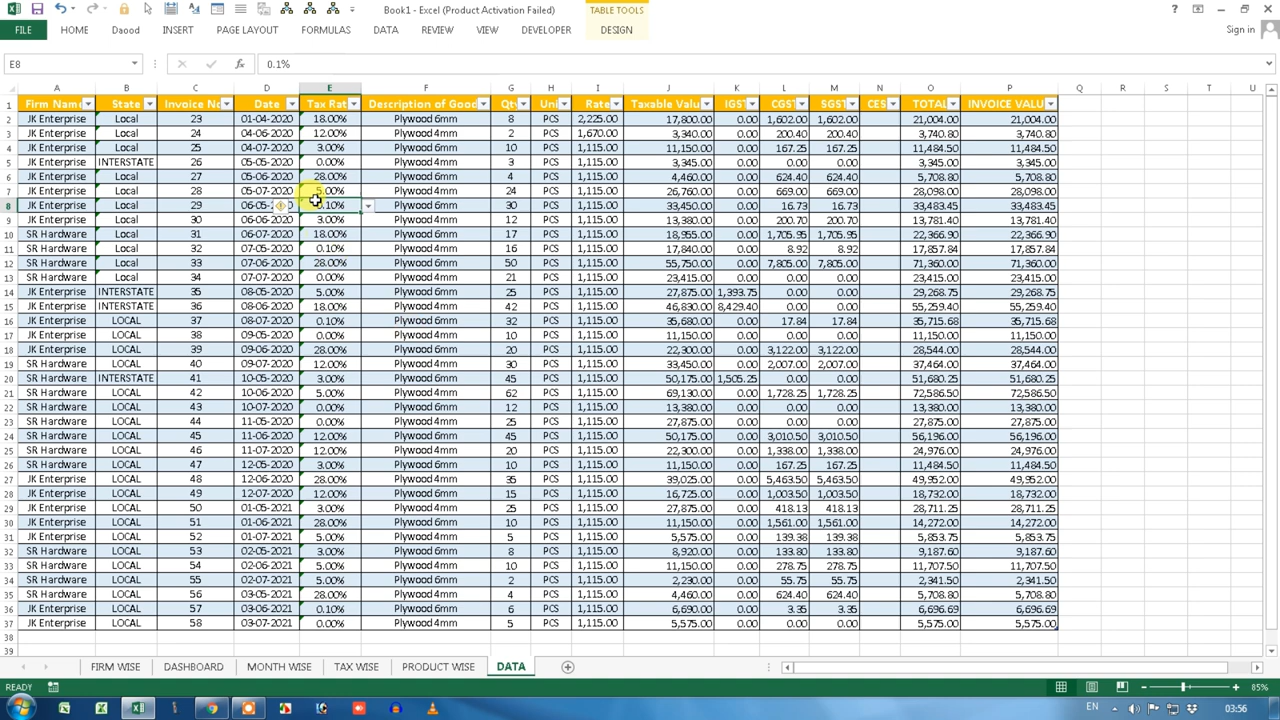 Book1 - Excel (Product Activation Failed)
TABLE TOOLS
Sign in
FILE HOME Daood INSERT PAGE LAYOUT FORMULAS DATA REVIEW VIEW DEVELOPER DESIGN
E8 fx 0.1%
A B C D E F G H I J K L M N O P Q R S T U
1 Firm Name State Invoice No Date Tax Rat Description of Good Qty Uni Rate Taxable Valu IGST CGST SGST CES TOTAL INVOICE VALU
2 JK Enterprise Local 23 01-04-2020 18.00% Plywood 6mm 8 PCS 2,225.00 17,800.00 0.00 1,602.00 1,602.00 21,004.00 21,004.00
3 JK Enterprise Local 24 04-06-2020 12.00% Plywood 4mm 2 PCS 1,670.00 3,340.00 0.00 200.40 200.40 3,740.80 3,740.80
4 JK Enterprise Local 25 04-07-2020 3.00% Plywood 6mm 10 PCS 1,115.00 11,150.00 0.00 167.25 167.25 11,484.50 11,484.50
5 JK Enterprise INTERSTATE 26 05-05-2020 0.00% Plywood 4mm 3 PCS 1,115.00 3,345.00 0.00 0.00 0.00 3,345.00 3,345.00
6 JK Enterprise Local 27 05-06-2020 28.00% Plywood 6mm 4 PCS 1,115.00 4,460.00 0.00 624.40 624.40 5,708.80 5,708.80
7 JK Enterprise Local 28 05-07-2020 5.00% Plywood 4mm 24 PCS 1,115.00 26,760.00 0.00 669.00 669.00 28,098.00 28,098.00
8 JK Enterprise Local 29 06-05- 0 0.10% Plywood 6mm 30 PCS 1,115.00 33,450.00 0.00 16.73 16.73 33,483.45 33,483.45
9 JK Enterprise Local 30 06-06-2020 3.00% Plywood 4mm 12 PCS 1,115.00 13,380.00 0.00 200.70 200.70 13,781.40 13,781.40
10 SR Hardware Local 31 06-07-2020 18.00% Plywood 6mm 17 PCS 1,115.00 18,955.00 0.00 1,705.95 1,705.95 22,366.90 22,366.90
11 SR Hardware Local 32 07-05-2020 0.10% Plywood 4mm 16 PCS 1,115.00 17,840.00 0.00 8.92 8.92 17,857.84 17,857.84
12 SR Hardware Local 33 07-06-2020 28.00% Plywood 6mm 50 PCS 1,115.00 55,750.00 0.00 7,805.00 7,805.00 71,360.00 71,360.00
13 SR Hardware Local 34 07-07-2020 0.00% Plywood 4mm 21 PCS 1,115.00 23,415.00 0.00 0.00 0.00 23,415.00 23,415.00
14 JK Enterprise INTERSTATE 35 08-05-2020 5.00% Plywood 6mm 25 PCS 1,115.00 27,875.00 1,393.75 0.00 0.00 29,268.75 29,268.75
15 JK Enterprise INTERSTATE 36 08-06-2020 18.00% Plywood 4mm 42 PCS 1,115.00 46,830.00 8,429.40 0.00 0.00 55,259.40 55,259.40
16 JK Enterprise LOCAL 37 08-07-2020 0.10% Plywood 6mm 32 PCS 1,115.00 35,680.00 0.00 17.84 17.84 35,715.68 35,715.68
17 JK Enterprise LOCAL 38 09-05-2020 0.00% Plywood 4mm 10 PCS 1,115.00 11,150.00 0.00 0.00 0.00 11,150.00 11,150.00
18 JK Enterprise LOCAL 39 09-06-2020 28.00% Plywood 6mm 20 PCS 1,115.00 22,300.00 0.00 3,122.00 3,122.00 28,544.00 28,544.00
19 SR Hardware LOCAL 40 09-07-2020 12.00% Plywood 4mm 30 PCS 1,115.00 33,450.00 0.00 2,007.00 2,007.00 37,464.00 37,464.00
20 SR Hardware INTERSTATE 41 10-05-2020 3.00% Plywood 6mm 45 PCS 1,115.00 50,175.00 1,505.25 0.00 0.00 51,680.25 51,680.25
21 SR Hardware LOCAL 42 10-06-2020 5.00% Plywood 4mm 62 PCS 1,115.00 69,130.00 0.00 1,728.25 1,728.25 72,586.50 72,586.50
22 SR Hardware LOCAL 43 10-07-2020 0.00% Plywood 6mm 12 PCS 1,115.00 13,380.00 0.00 0.00 0.00 13,380.00 13,380.00
23 SR Hardware LOCAL 44 11-05-2020 0.00% Plywood 4mm 25 PCS 1,115.00 27,875.00 0.00 0.00 0.00 27,875.00 27,875.00
24 SR Hardware LOCAL 45 11-06-2020 12.00% Plywood 6mm 45 PCS 1,115.00 50,175.00 0.00 3,010.50 3,010.50 56,196.00 56,196.00
25 SR Hardware LOCAL 46 11-07-2020 12.00% Plywood 4mm 20 PCS 1,115.00 22,300.00 0.00 1,338.00 1,338.00 24,976.00 24,976.00
26 SR Hardware LOCAL 47 12-05-2020 3.00% Plywood 6mm 10 PCS 1,115.00 11,150.00 0.00 167.25 167.25 11,484.50 11,484.50
27 JK Enterprise LOCAL 48 12-06-2020 28.00% Plywood 4mm 35 PCS 1,115.00 39,025.00 0.00 5,463.50 5,463.50 49,952.00 49,952.00
28 JK Enterprise LOCAL 49 12-07-2020 12.00% Plywood 6mm 15 PCS 1,115.00 16,725.00 0.00 1,003.50 1,003.50 18,732.00 18,732.00
29 JK Enterprise LOCAL 50 01-05-2021 3.00% Plywood 4mm 25 PCS 1,115.00 27,875.00 0.00 418.13 418.13 28,711.25 28,711.25
30 JK Enterprise LOCAL 51 01-06-2021 28.00% Plywood 6mm 10 PCS 1,115.00 11,150.00 0.00 1,561.00 1,561.00 14,272.00 14,272.00
31 JK Enterprise LOCAL 52 01-07-2021 5.00% Plywood 4mm 5 PCS 1,115.00 5,575.00 0.00 139.38 139.38 5,853.75 5,853.75
32 SR Hardware LOCAL 53 02-05-2021 3.00% Plywood 6mm 8 PCS 1,115.00 8,920.00 0.00 133.80 133.80 9,187.60 9,187.60
33 SR Hardware LOCAL 54 02-06-2021 5.00% Plywood 4mm 10 PCS 1,115.00 11,150.00 0.00 278.75 278.75 11,707.50 11,707.50
34 SR Hardware LOCAL 55 02-07-2021 5.00% Plywood 6mm 2 PCS 1,115.00 2,230.00 0.00 55.75 55.75 2,341.50 2,341.50
35 SR Hardware LOCAL 56 03-05-2021 28.00% Plywood 4mm 4 PCS 1,115.00 4,460.00 0.00 624.40 624.40 5,708.80 5,708.80
36 JK Enterprise LOCAL 57 03-06-2021 0.10% Plywood 6mm 6 PCS 1,115.00 6,690.00 0.00 3.35 3.35 6,696.69 6,696.69
37 JK Enterprise LOCAL 58 03-07-2021 0.00% Plywood 4mm 5 PCS 1,115.00 5,575.00 0.00 0.00 0.00 5,575.00 5,575.00
38
39
FIRM WISE DASHBOARD MONTH WISE TAX WISE PRODUCT WISE DATA
READY 85%
EN 03:56